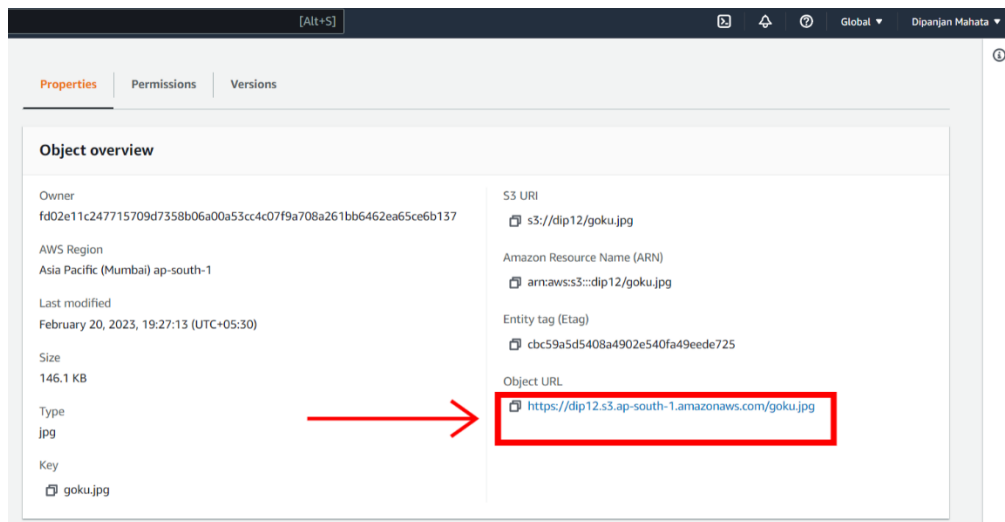 [Alt+S]
Global ▼
Dipanjan Mahata ▼
Properties
Permissions
Versions
Object overview
Owner
fd02e11c247715709d7358b06a00a53cc4c07f9a708a261bb6462ea65ce6b137
AWS Region
Asia Pacific (Mumbai) ap-south-1
Last modified
February 20, 2023, 19:27:13 (UTC+05:30)
Size
146.1 KB
Type
jpg
Key
goku.jpg
S3 URI
s3://dip12/goku.jpg
Amazon Resource Name (ARN)
arn:aws:s3:::dip12/goku.jpg
Entity tag (Etag)
cbc59a5d5408a4902e540fa49eede725
Object URL
https://dip12.s3.ap-south-1.amazonaws.com/goku.jpg